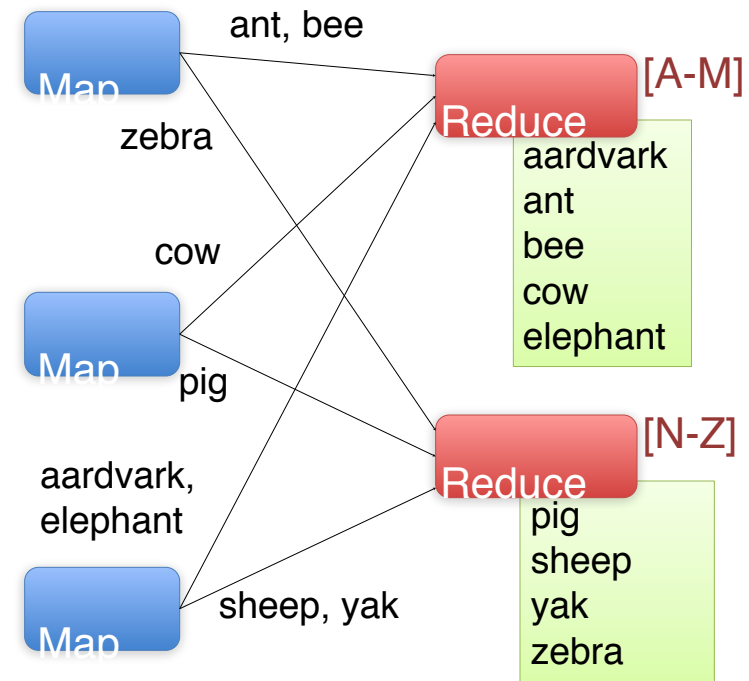 ant, bee
Map
[A-M]
Reduce
zebra
aardvark
ant
bee
cow
elephant
cow
Map
pig
[N-Z]
Reduce
aardvark,
elephant
pig
sheep
yak
zebra
sheep, yak
Map